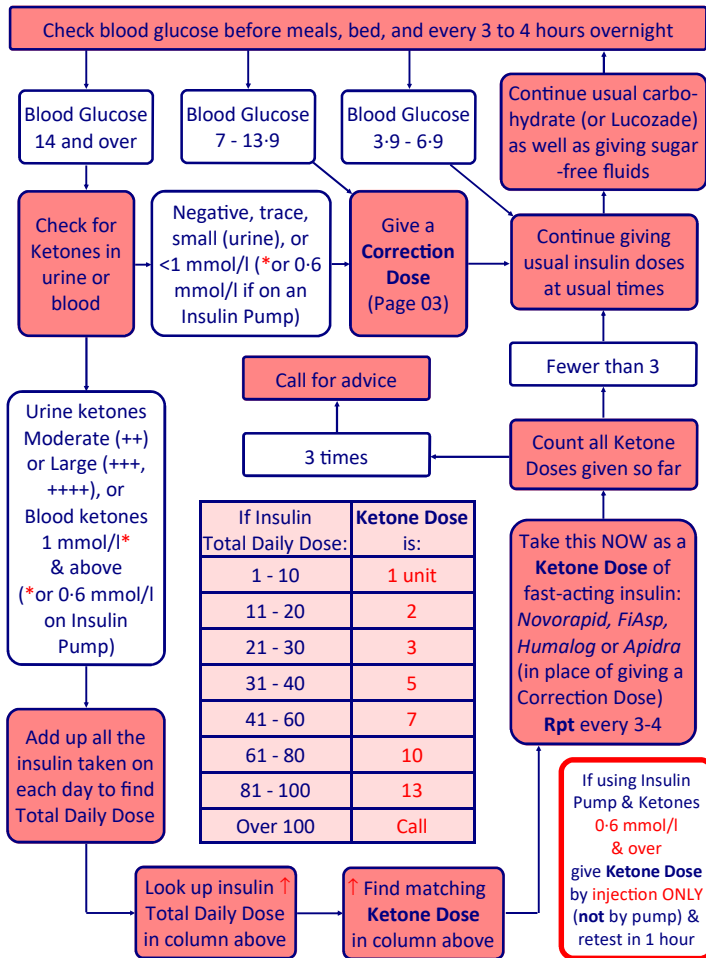 Check blood glucose before meals, bed, and every 3 to 4 hours overnight
Blood Glucose
14 and over
Blood Glucose
7 - 13·9
Blood Glucose
3·9 - 6·9
Continue usual carbo-
hydrate (or Lucozade)
as well as giving sugar
-free fluids
Check for
Ketones in
urine or
blood
Negative, trace,
small (urine), or
<1 mmol/l (*or 0·6
mmol/l if on an
Insulin Pump)
Give a
Correction
Dose
(Page 03)
Continue giving
usual insulin doses
at usual times
Fewer than 3
Call for advice
3 times
Count all Ketone
Doses given so far
Urine ketones
Moderate (++)
or Large (+++,
++++), or
Blood ketones
1 mmol/l*
& above
(*or 0·6 mmol/l
on Insulin
Pump)
If Insulin
Total Daily Dose:
Ketone Dose
is:
1 - 10 1 unit
11 - 20 2
21 - 30 3
31 - 40 5
41 - 60 7
61 - 80 10
81 - 100 13
Over 100 Call
Take this NOW as a
Ketone Dose of
fast-acting insulin:
Novorapid, FiAsp,
Humalog or Apidra
(in place of giving a
Correction Dose)
Rpt every 3-4
Add up all the
insulin taken on
each day to find
Total Daily Dose
Look up insulin ↑
Total Daily Dose
in column above
↑ Find matching
Ketone Dose
in column above
If using Insulin
Pump & Ketones
0·6 mmol/l
& over
give Ketone Dose
by injection ONLY
(not by pump) &
retest in 1 hour